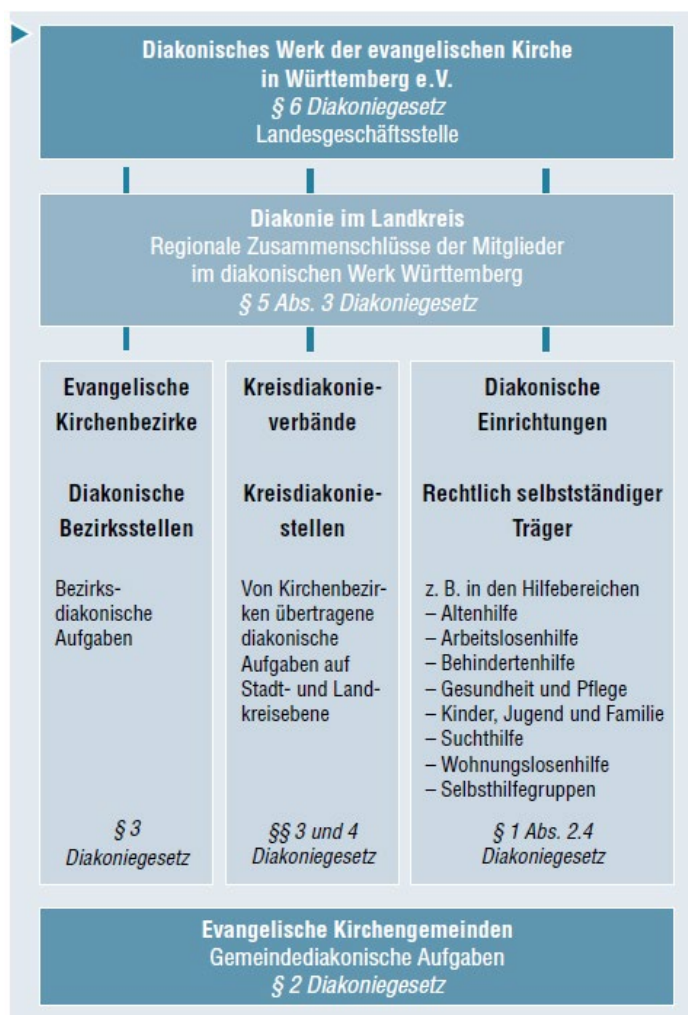 Diakonisches Werk der evangelischen Kirche
in Württemberg e.V.
§ 6 Diakoniegesetz
Landesgeschäftsstelle
Diakonie im Landkreis
Regionale Zusammenschlüsse der Mitglieder
im diakonischen Werk Württemberg
§ 5 Abs. 3 Diakoniegesetz
Evangelische
Kirchenbezirke
Diakonische
Bezirksstellen
Bezirks-
diakonische
Aufgaben
§ 3
Diakoniegesetz
Kreisdiakonie-
verbände
Kreisdiakonie-
stellen
Von Kirchenbezir-
ken übertragene
diakonische
Aufgaben auf
Stadt- und Land-
kreisebene
§§ 3 und 4
Diakoniegesetz
Diakonische
Einrichtungen
Rechtlich selbstständiger
Träger
z. B. in den Hilfebereichen
– Altenhilfe
– Arbeitslosenhilfe
– Behindertenhilfe
– Gesundheit und Pflege
– Kinder, Jugend und Familie
– Suchthilfe
– Wohnungslosenhilfe
– Selbsthilfegruppen
§ 1 Abs. 2.4
Diakoniegesetz
Evangelische Kirchengemeinden
Gemeindediakonische Aufgaben
§ 2 Diakoniegesetz